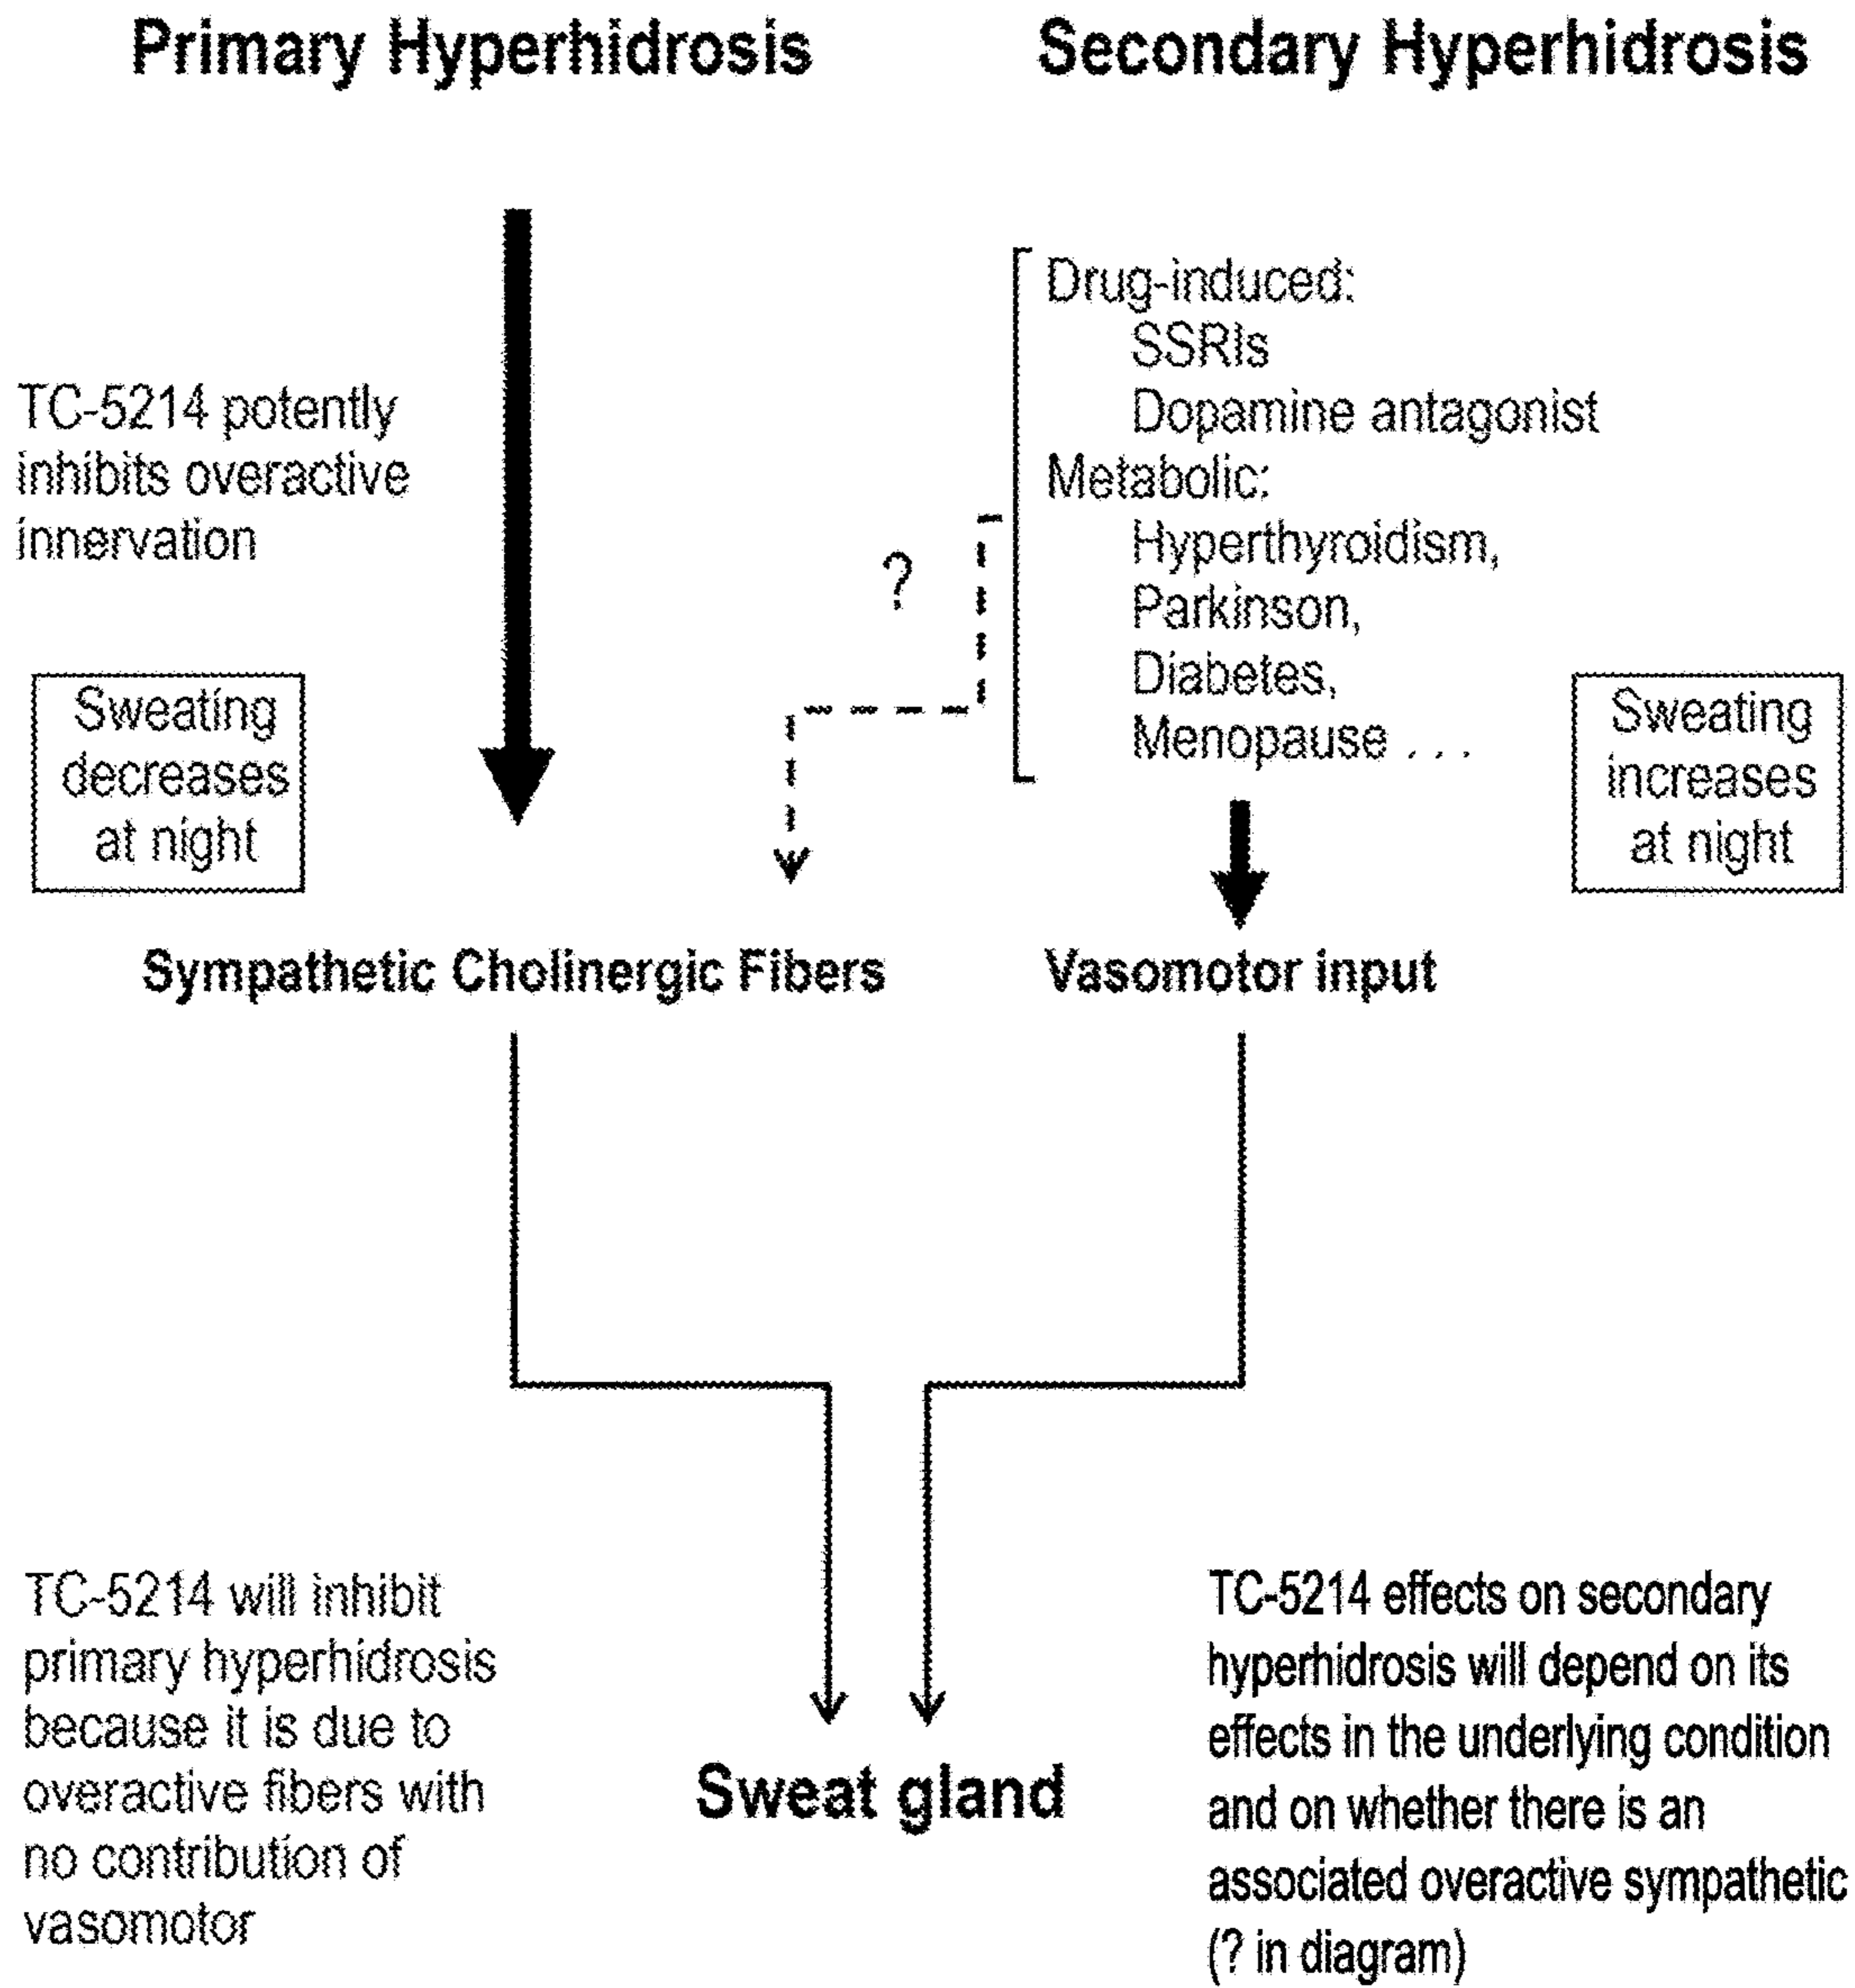 Primary Hyperhidrosis
Secondary Hyperhidrosis
TC-5214 potently
inhibits overactive
innervation
Sweating
decreases
at night
?
Drug-induced:
SSRIs
Dopamine antagonist
Metabolic:
Hyperthyroidism,
Parkinson,
Diabetes,
Menopause . . .
Sweating
increases
at night
Sympathetic Cholinergic Fibers
Vasomotor input
TC-5214 will inhibit
primary hyperhidrosis
because it is due to
overactive fibers with
no contribution of
vasomotor
Sweat gland
TC-5214 effects on secondary
hyperhidrosis will depend on its
effects in the underlying condition
and on whether there is an
associated overactive sympathetic
(? in diagram)